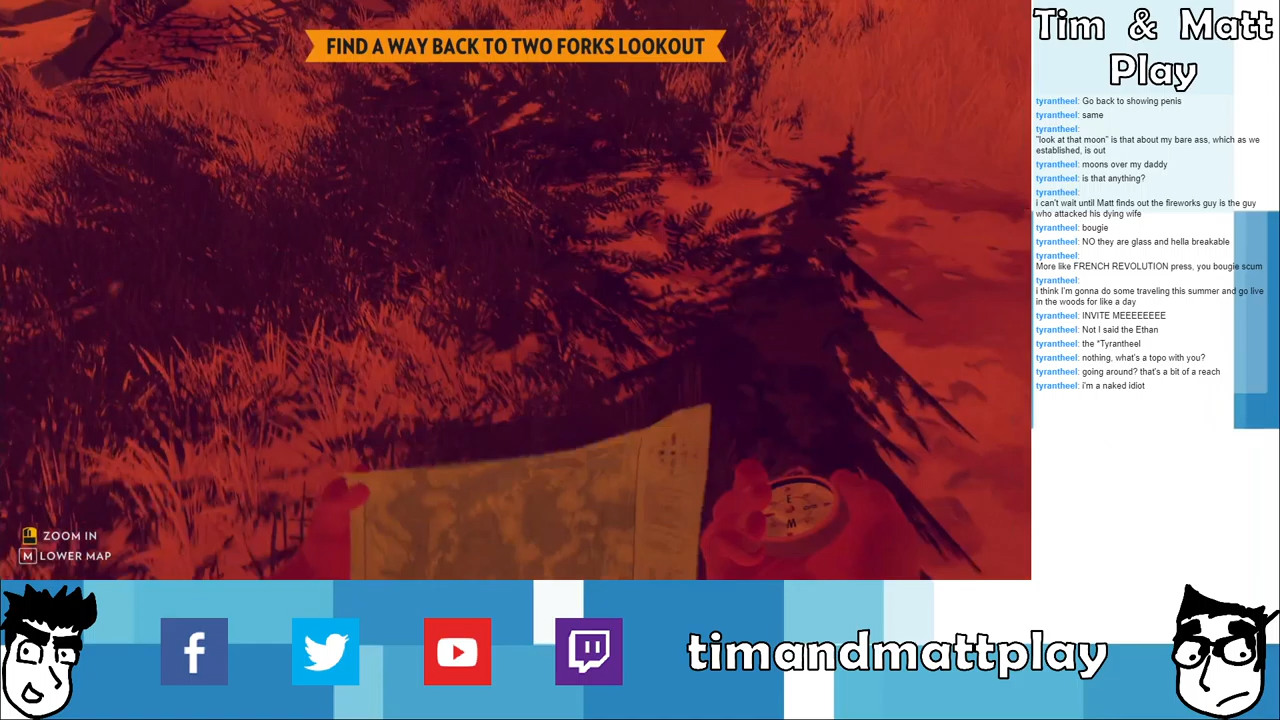 FIND A WAY BACK TO TWO FORKS LOOKOUT
ZOOM IN
M LOWER MAP
E
M
Tim & Matt
Play
tyrantheel: Go back to showing penis
tyrantheel: same
tyrantheel:
"look at that moon" is that about my bare ass, which as we
established, is out
tyrantheel: moons over my daddy
tyrantheel: is that anything?
tyrantheel:
i can't wait until Matt finds out the fireworks guy is the guy
who attacked his dying wife
tyrantheel: bougie
tyrantheel: NO they are glass and hella breakable
tyrantheel:
More like FRENCH REVOLUTION press, you bougie scum
tyrantheel:
i think I'm gonna do some traveling this summer and go live
in the woods for like a day
tyrantheel: INVITE MEEEEEEEE
tyrantheel: Not I said the Ethan
tyrantheel: the *Tyrantheel
tyrantheel: nothing, what's a topo with you?
tyrantheel: going around? that's a bit of a reach
tyrantheel: i'm a naked idiot
f
timandmattplay